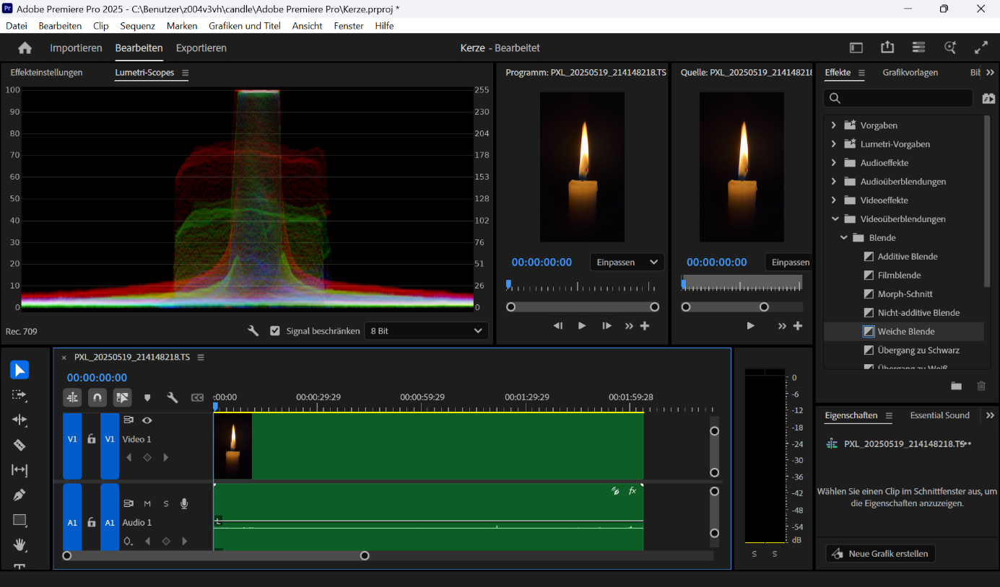 Pr Adobe Premiere Pro 2025 - C:\Benutzer\z004v3vh\candle\Adobe Premiere Pro\Kerze.prproj *
Datei Bearbeiten Clip Sequenz Marken Grafiken und Titel Ansicht Fenster Hilfe
Importieren Bearbeiten Exportieren Kerze - Bearbeitet
Effekteinstellungen Lumetri-Scopes
100 255
90 230
80 204
70 178
60 153
50 128
40 102
30 76
20 51
10 26
0 0
Rec. 709 Signal beschränken 8 Bit
Programm: PXL_20250519_214148218.TS
00:00:00:00 Einpassen
Quelle: PXL_20250519_214148218
00:00:00:00 Einpassen
Effekte Grafikvorlagen Bib
Vorgaben
Lumetri-Vorgaben
Audioeffekte
Audioüberblendungen
Videoeffekte
Videoüberblendungen
Blende
Additive Blende
Filmblende
Morph-Schnitt
Nicht-additive Blende
Weiche Blende
Übergang zu Schwarz
Übergang zu Weiß
PXL_20250519_214148218.TS
00:00:00:00
CC
:00:00 00:00:29:29 00:00:59:29 00:01:29:29 00:01:59:28
V1 V1 Video 1
M S
A1 A1 Audio 1
fx
L
0
-6
-12
-18
-24
-30
-36
-42
-48
-54
dB
S S
Eigenschaften Essential Sound
PXL_20250519_214148218.TS
Wählen Sie einen Clip im Schnittfenster aus, um
die Eigenschaften anzuzeigen.
Neue Grafik erstellen